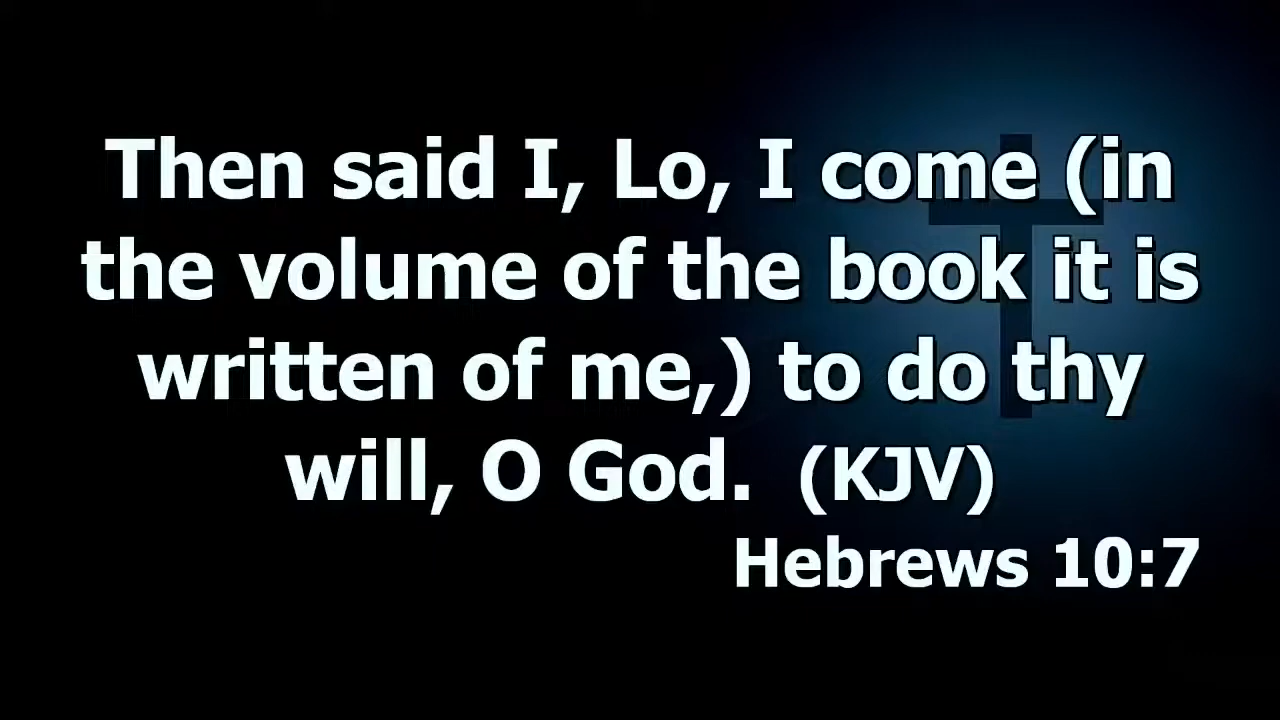 Then said I, Lo, I come (in
the volume of the book it is
written of me,) to do thy
will, O God. (KJV)
Hebrews 10:7